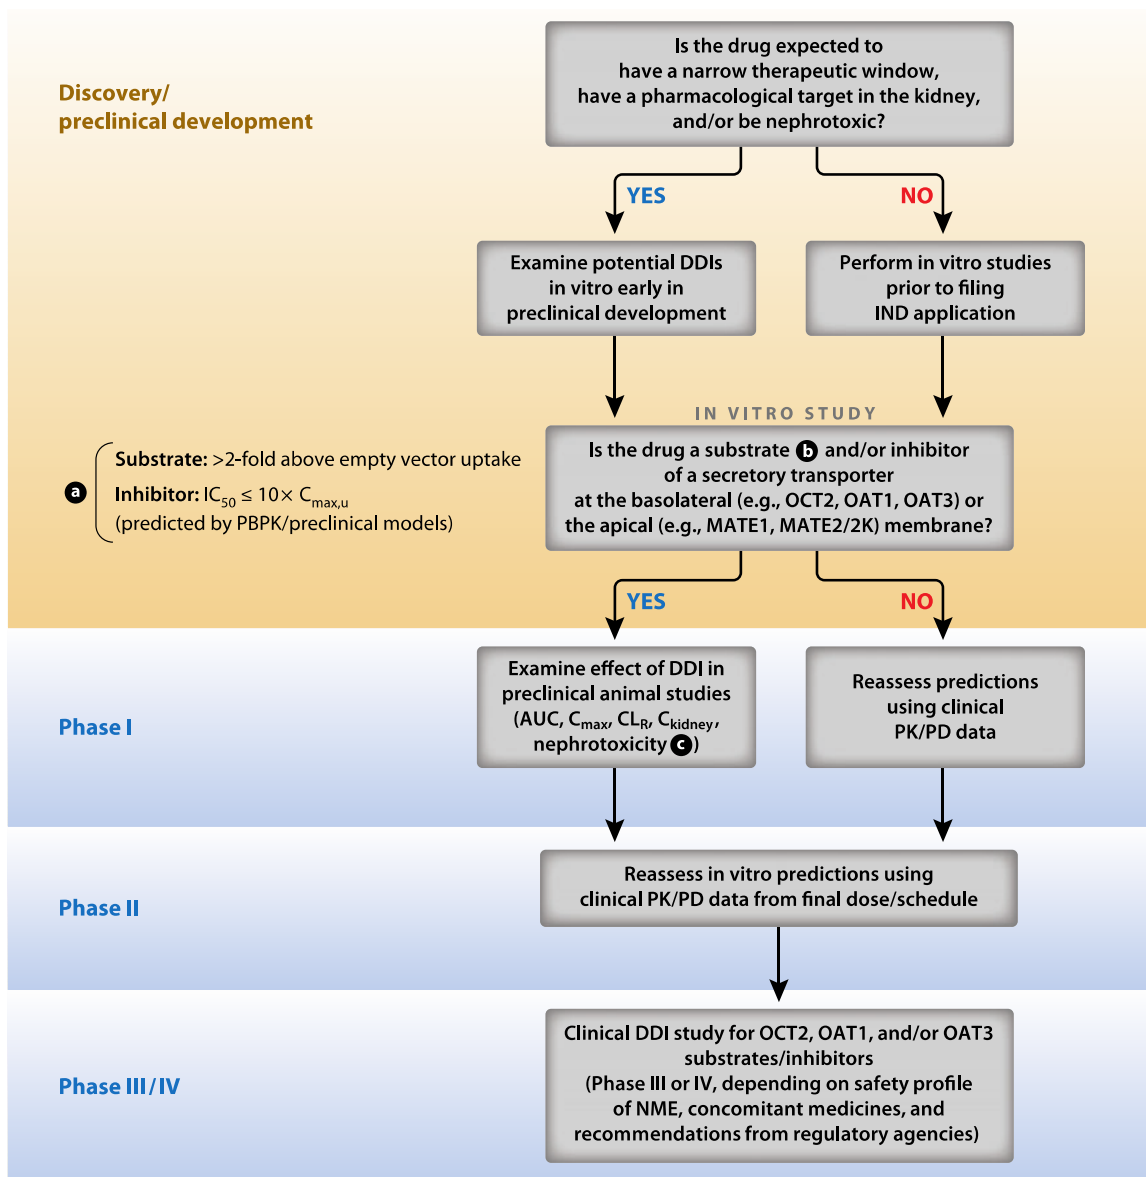 Is the drug expected to
have a narrow therapeutic window,
have a pharmacological target in the kidney,
and/or be nephrotoxic?
Discovery/
preclinical development
YES
NO
Examine potential DDIs
in vitro early in
preclinical development
Perform in vitro studies
prior to filing
IND application
IN VITRO STUDY
a
Substrate: >2-fold above empty vector uptake
Inhibitor: IC50 ≤ 10× Cmax,u
(predicted by PBPK/preclinical models)
Is the drug a substrate b and/or inhibitor
of a secretory transporter
at the basolateral (e.g., OCT2, OAT1, OAT3) or
the apical (e.g., MATE1, MATE2/2K) membrane?
YES
NO
Phase I
Examine effect of DDI in
preclinical animal studies
(AUC, Cmax, CLR, Ckidney,
nephrotoxicity c)
Reassess predictions
using clinical
PK/PD data
Phase II
Reassess in vitro predictions using
clinical PK/PD data from final dose/schedule
Phase III/IV
Clinical DDI study for OCT2, OAT1, and/or OAT3
substrates/inhibitors
(Phase III or IV, depending on safety profile
of NME, concomitant medicines, and
recommendations from regulatory agencies)